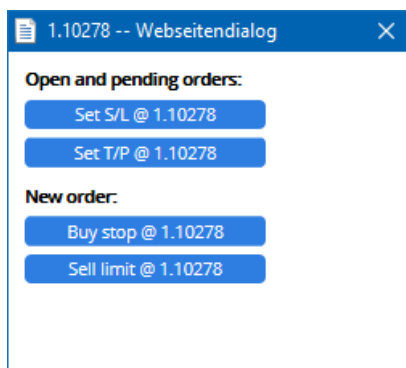 1.10278 -- Webseitendialog
Open and pending orders:
Set S/L @ 1.10278
Set T/P @ 1.10278
New order:
Buy stop @ 1.10278
Sell limit @ 1.10278